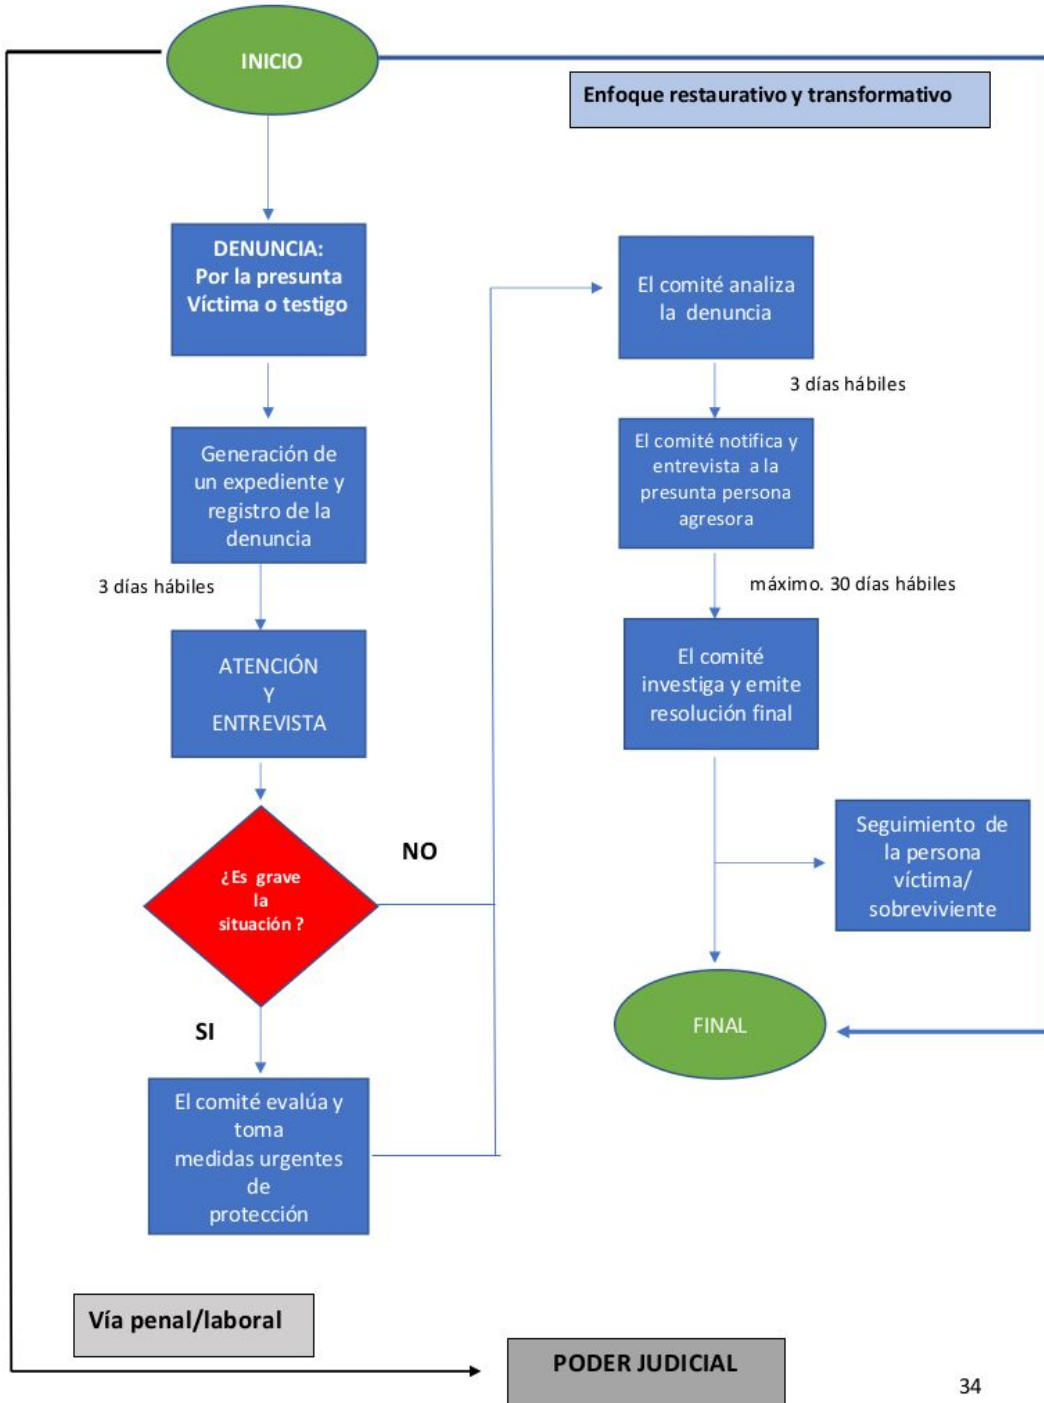 INICIO
Enfoque restaurativo y transformativo
DENUNCIA:
Por la presunta
Víctima o testigo
Generación de
un expediente y
registro de la
denuncia
3 días hábiles
ATENCIÓN
Y
ENTREVISTA
¿Es grave
la
situación ?
NO
SI
El comité evalúa y
toma
medidas urgentes
de
protección
El comité analiza
la denuncia
3 días hábiles
El comité notifica y
entrevista a la
presunta persona
agresora
máximo. 30 días hábiles
El comité
investiga y emite
resolución final
Seguimiento de
la persona
víctima/
sobreviviente
FINAL
Vía penal/laboral
PODER JUDICIAL
34